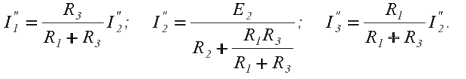 I₁″ = R₃/(R₁ + R₃) I₂″; I₂″ = E₂/(R₂ + R₁R₃/(R₁ + R₃)); I₃″ = R₁/(R₁ + R₃) I₂″.